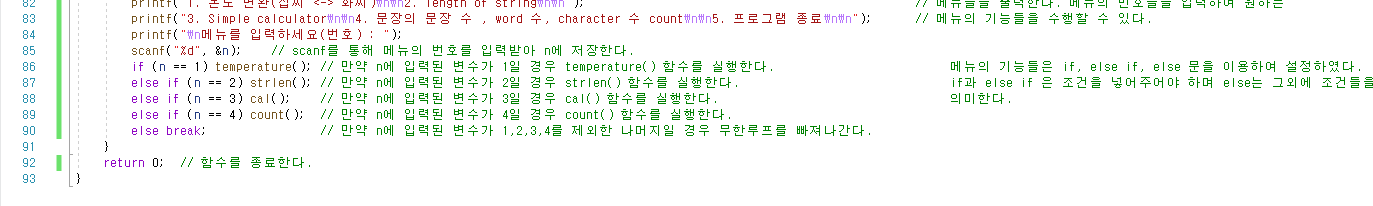 82 printf("1. 온도 변환(섭씨 <-> 화씨)\n\n2. length of string\n\n"); // 메뉴들을 출력한다. 메뉴의 번호들을 입력하여 원하는
83 printf("3. Simple calculator\n\n4. 문장의 문장 수 , word 수, character 수 count\n\n5. 프로그램 종료\n\n"); // 메뉴의 기능들을 수행할 수 있다.
84 printf("\n메뉴를 입력하세요(번호) : ");
85 scanf("%d", &n); // scanf를 통해 메뉴의 번호를 입력받아 n에 저장한다.
86 if (n == 1) temperature(); // 만약 n에 입력된 변수가 1일 경우 temperature()함수를 실행한다. 메뉴의 기능들은 if, else if, else 문을 이용하여 설정하였다.
87 else if (n == 2) strlen(); // 만약 n에 입력된 변수가 2일 경우 strlen()함수를 실행한다. if과 else if 은 조건을 넣어주어야 하며 else는 그외에 조건들을
88 else if (n == 3) cal(); // 만약 n에 입력된 변수가 3일 경우 cal()함수를 실행한다. 의미한다.
89 else if (n == 4) count(); // 만약 n에 입력된 변수가 4일 경우 count()함수를 실행한다.
90 else break; // 만약 n에 입력된 변수가 1,2,3,4를 제외한 나머지일 경우 무한루프를 빠져나간다.
91 }
92 return 0; // 함수를 종료한다.
93 }